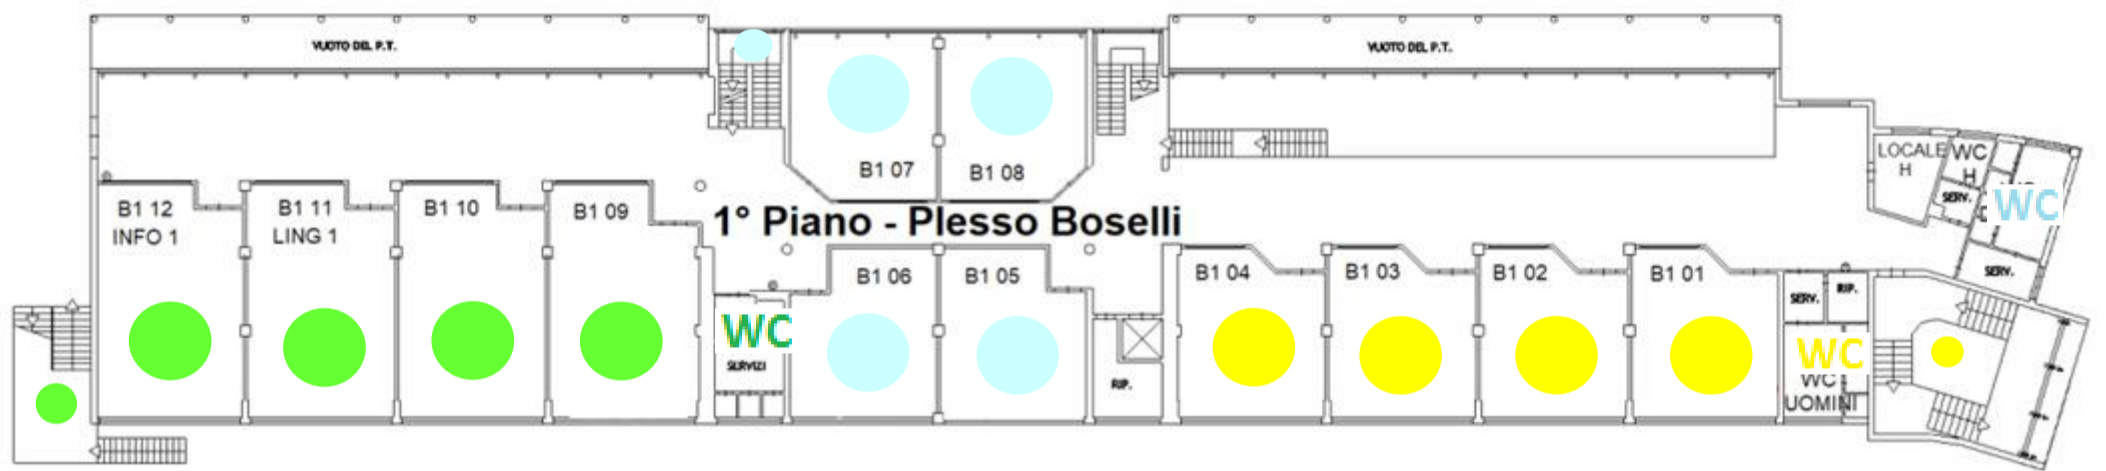 VUOTO DEL P.T.
VUOTO DEL P.T.
B1 07
B1 08
LOCALE
H
WC
H
SERV.
WC
SERV.
B1 12
INFO 1
B1 11
LING 1
B1 10
B1 09
1° Piano - Plesso Boselli
B1 06
B1 05
B1 04
B1 03
B1 02
B1 01
SERV.
RIP.
WC
SERVIZI
RIP.
WC
WC
UOMINI